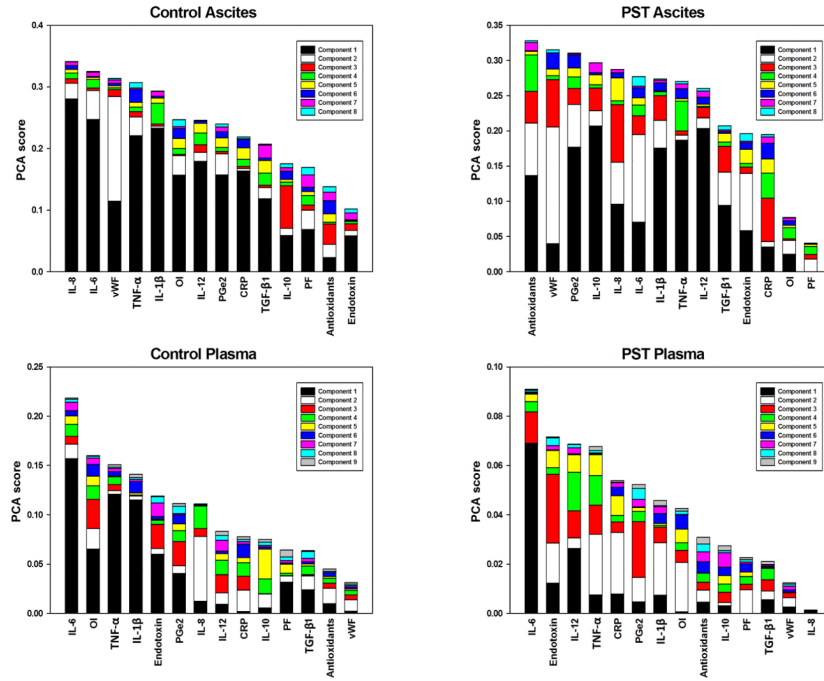 Control Ascites
PCA score
0.4
0.3
0.2
0.1
0.0
Component 1
Component 2
Component 3
Component 4
Component 5
Component 6
Component 7
Component 8
IL-8
IL-6
vWF
TNF-α
IL-1β
OI
IL-12
PGe2
CRP
TGF-β1
IL-10
PF
Antioxidants
Endotoxin
PST Ascites
PCA score
0.35
0.30
0.25
0.20
0.15
0.10
0.05
0.00
Component 1
Component 2
Component 3
Component 4
Component 5
Component 6
Component 7
Component 8
Antioxidants
vWF
PGe2
IL-10
IL-8
IL-6
IL-1β
TNF-α
IL-12
TGF-β1
Endotoxin
CRP
OI
PF
Control Plasma
PCA score
0.25
0.20
0.15
0.10
0.05
0.00
Component 1
Component 2
Component 3
Component 4
Component 5
Component 6
Component 7
Component 8
Component 9
IL-6
OI
TNF-α
IL-1β
Endotoxin
PGe2
IL-8
IL-12
CRP
IL-10
PF
TGF-β1
Antioxidants
vWF
PST Plasma
PCA score
0.10
0.08
0.06
0.04
0.02
0.00
Component 1
Component 2
Component 3
Component 4
Component 5
Component 6
Component 7
Component 8
Component 9
IL-6
Endotoxin
IL-12
TNF-α
CRP
PGe2
IL-1β
OI
Antioxidants
IL-10
PF
TGF-β1
vWF
IL-8